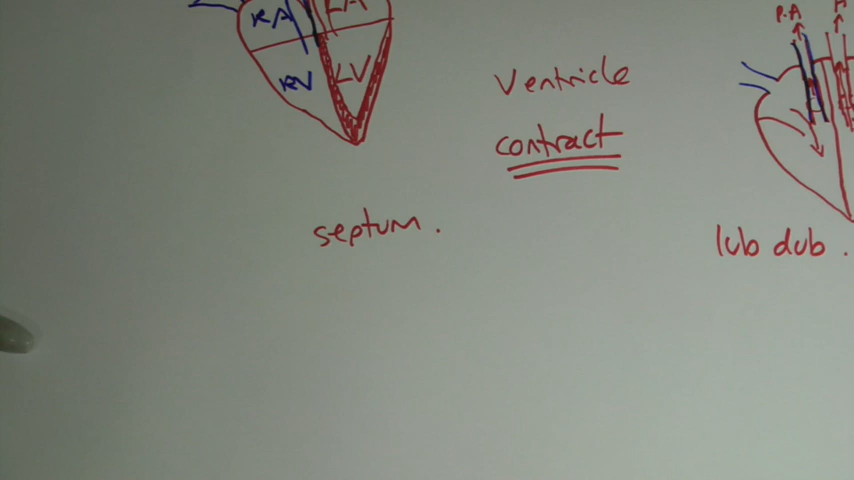 RA LA
RV LV
Ventricle
contract
septum.
P.A
lub dub.